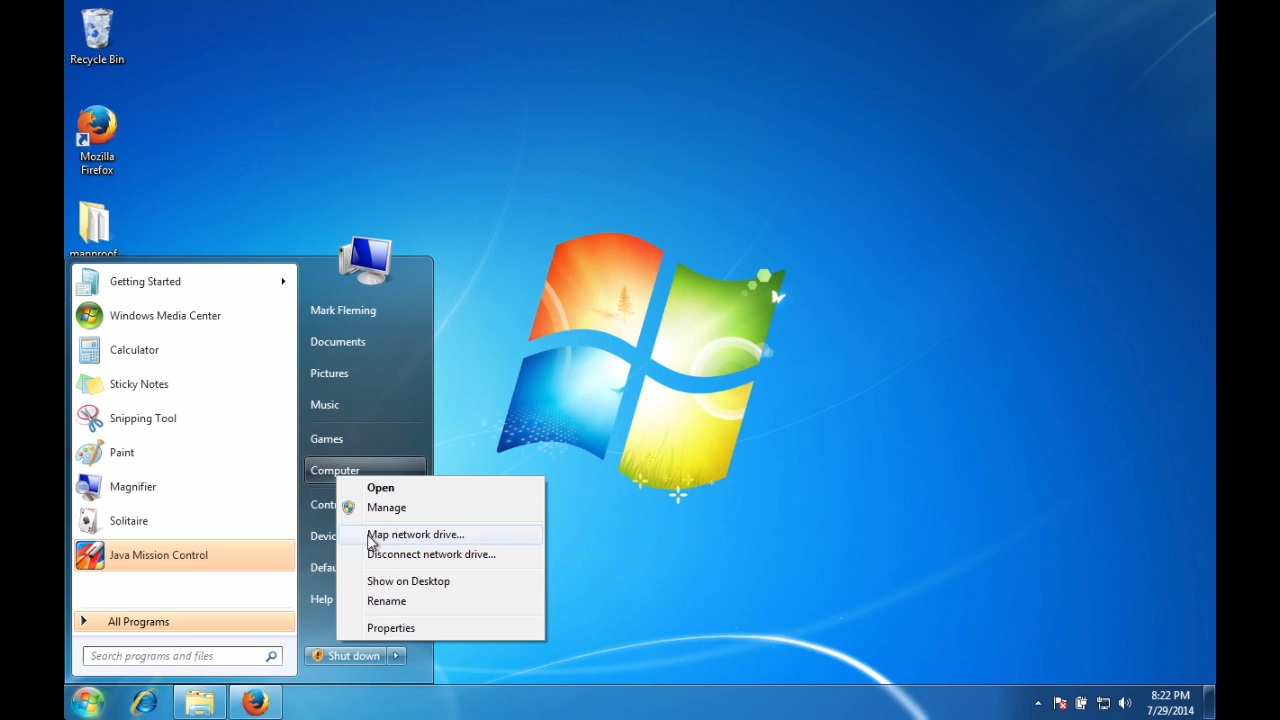 Recycle Bin
Mozilla
Firefox
manproof
Getting Started
Windows Media Center
Calculator
Sticky Notes
Snipping Tool
Paint
Magnifier
Solitaire
Java Mission Control
All Programs
Search programs and files
Mark Fleming
Documents
Pictures
Music
Games
Computer
Cont
Devic
Defau
Help
Shut down
Open
Manage
Map network drive...
Disconnect network drive...
Show on Desktop
Rename
Properties
8:22 PM
7/29/2014